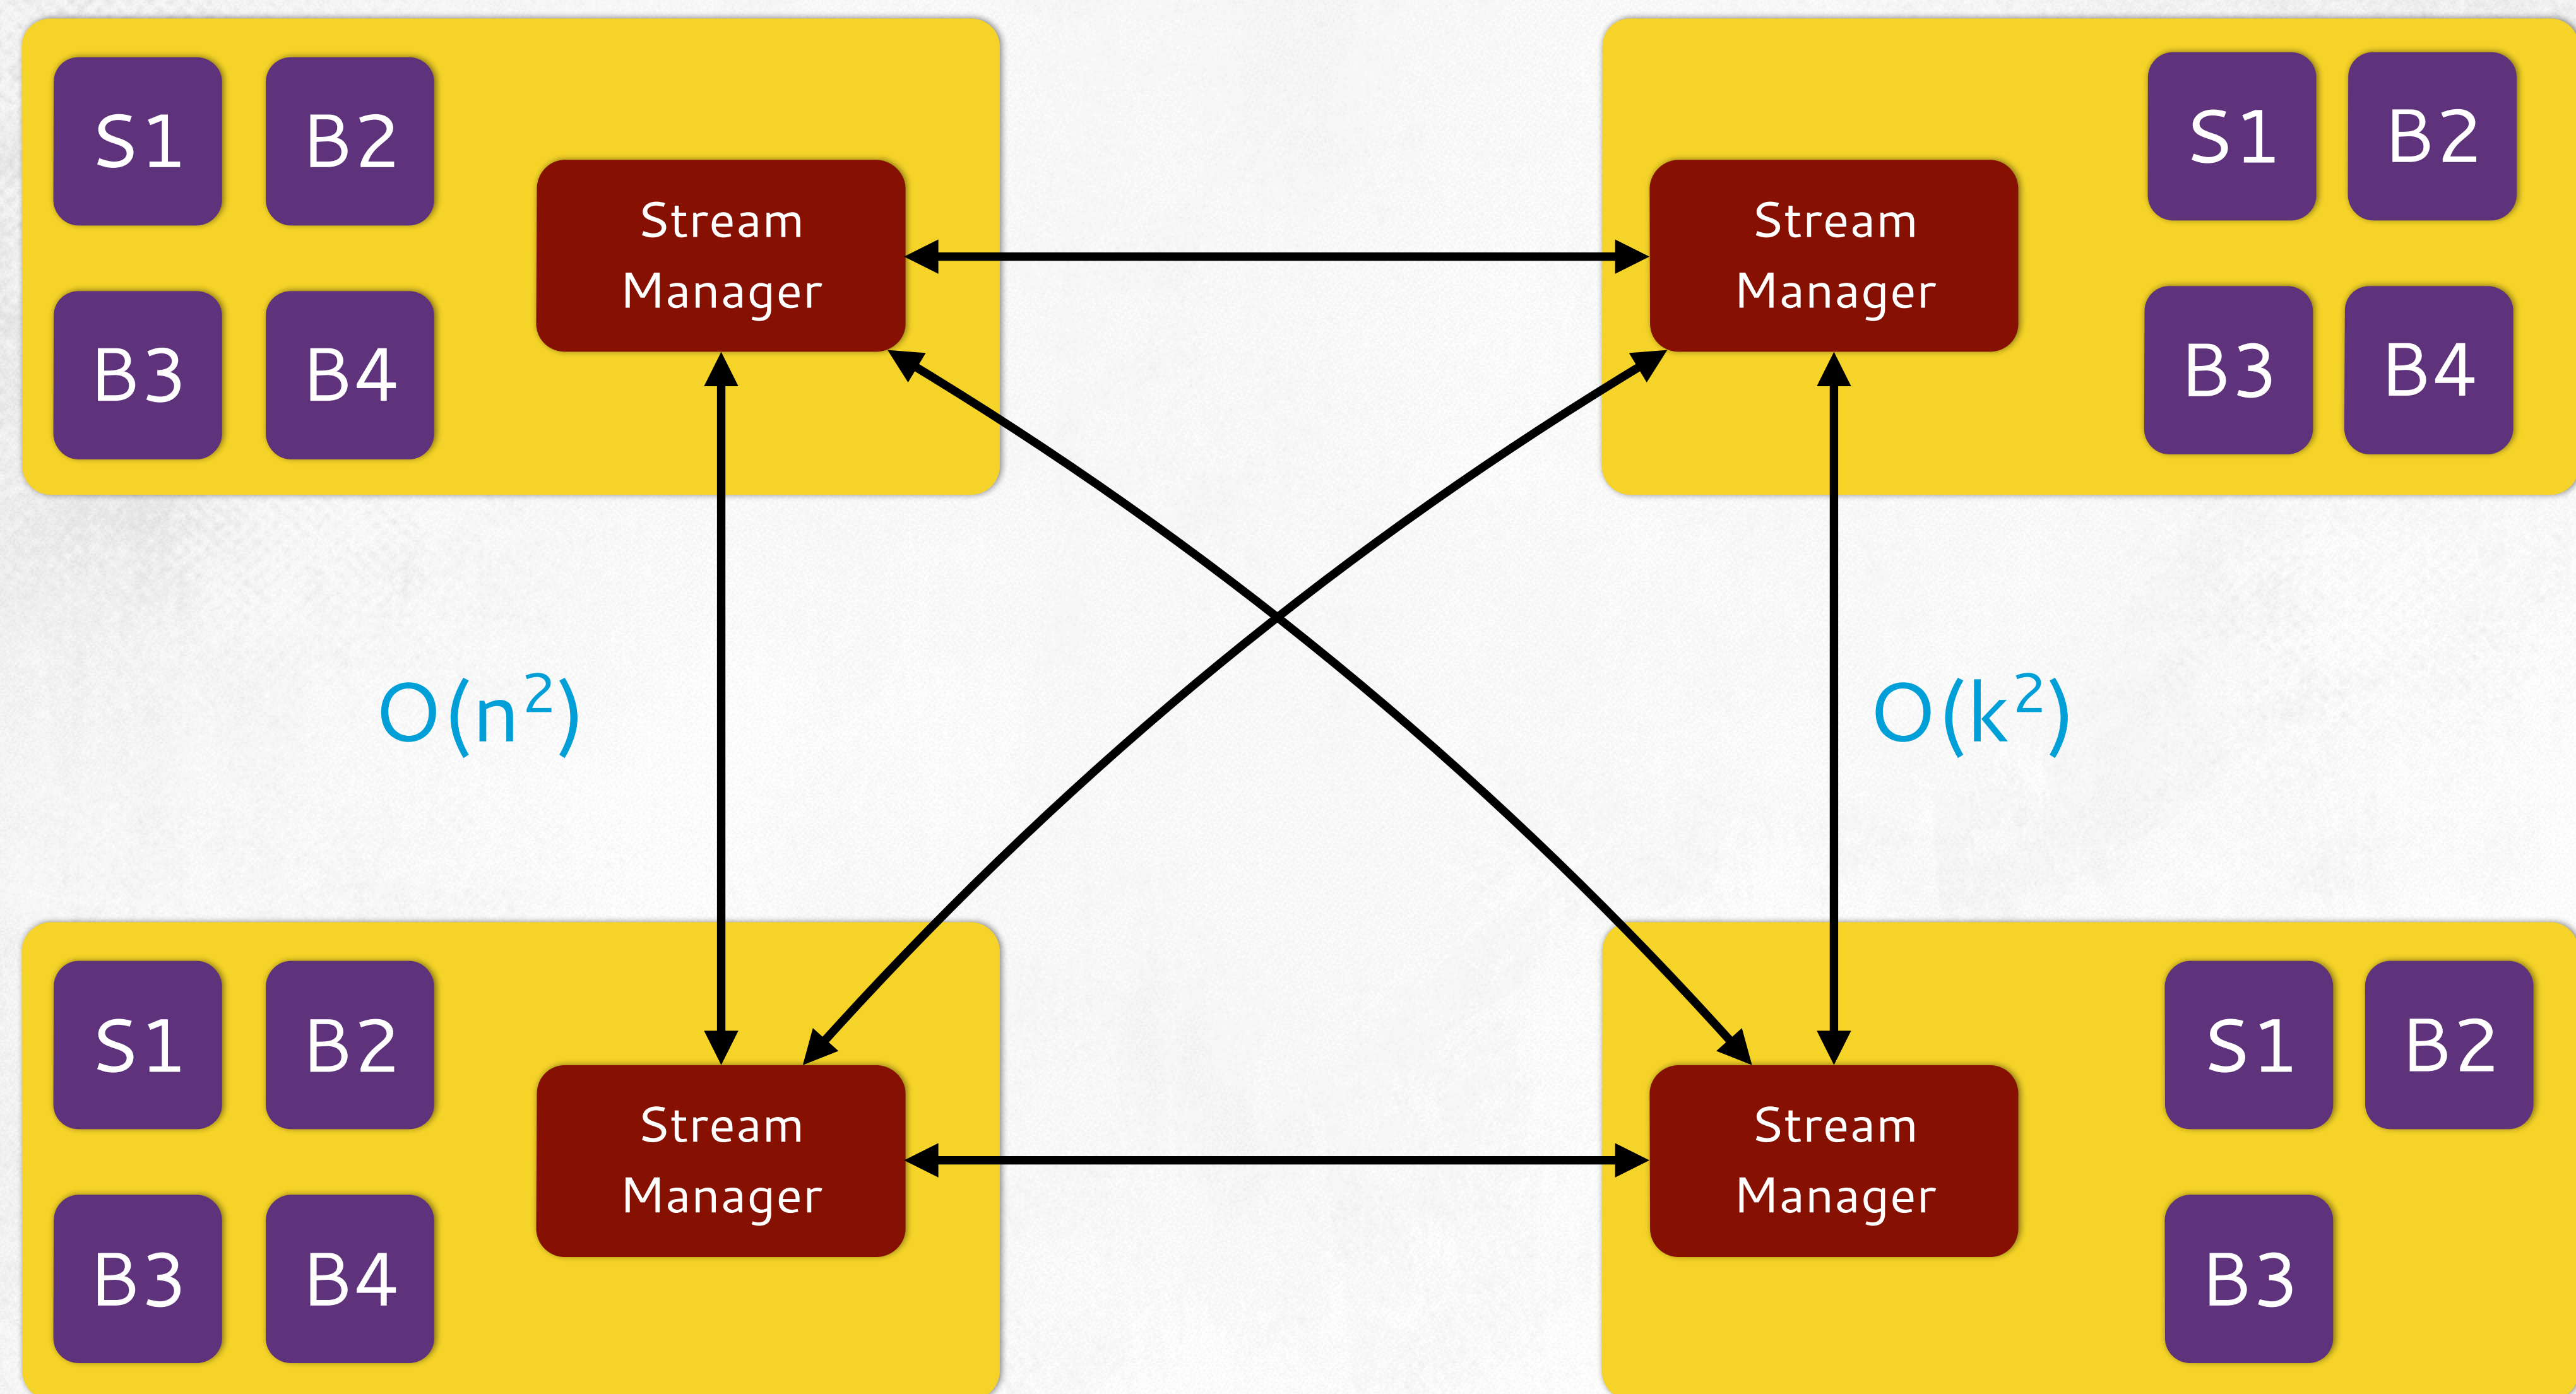 S1 B2
Stream
Manager
B3 B4
Stream
Manager
S1 B2
B3 B4
O(n²)
O(k²)
S1 B2
Stream
Manager
B3 B4
Stream
Manager
S1 B2
B3